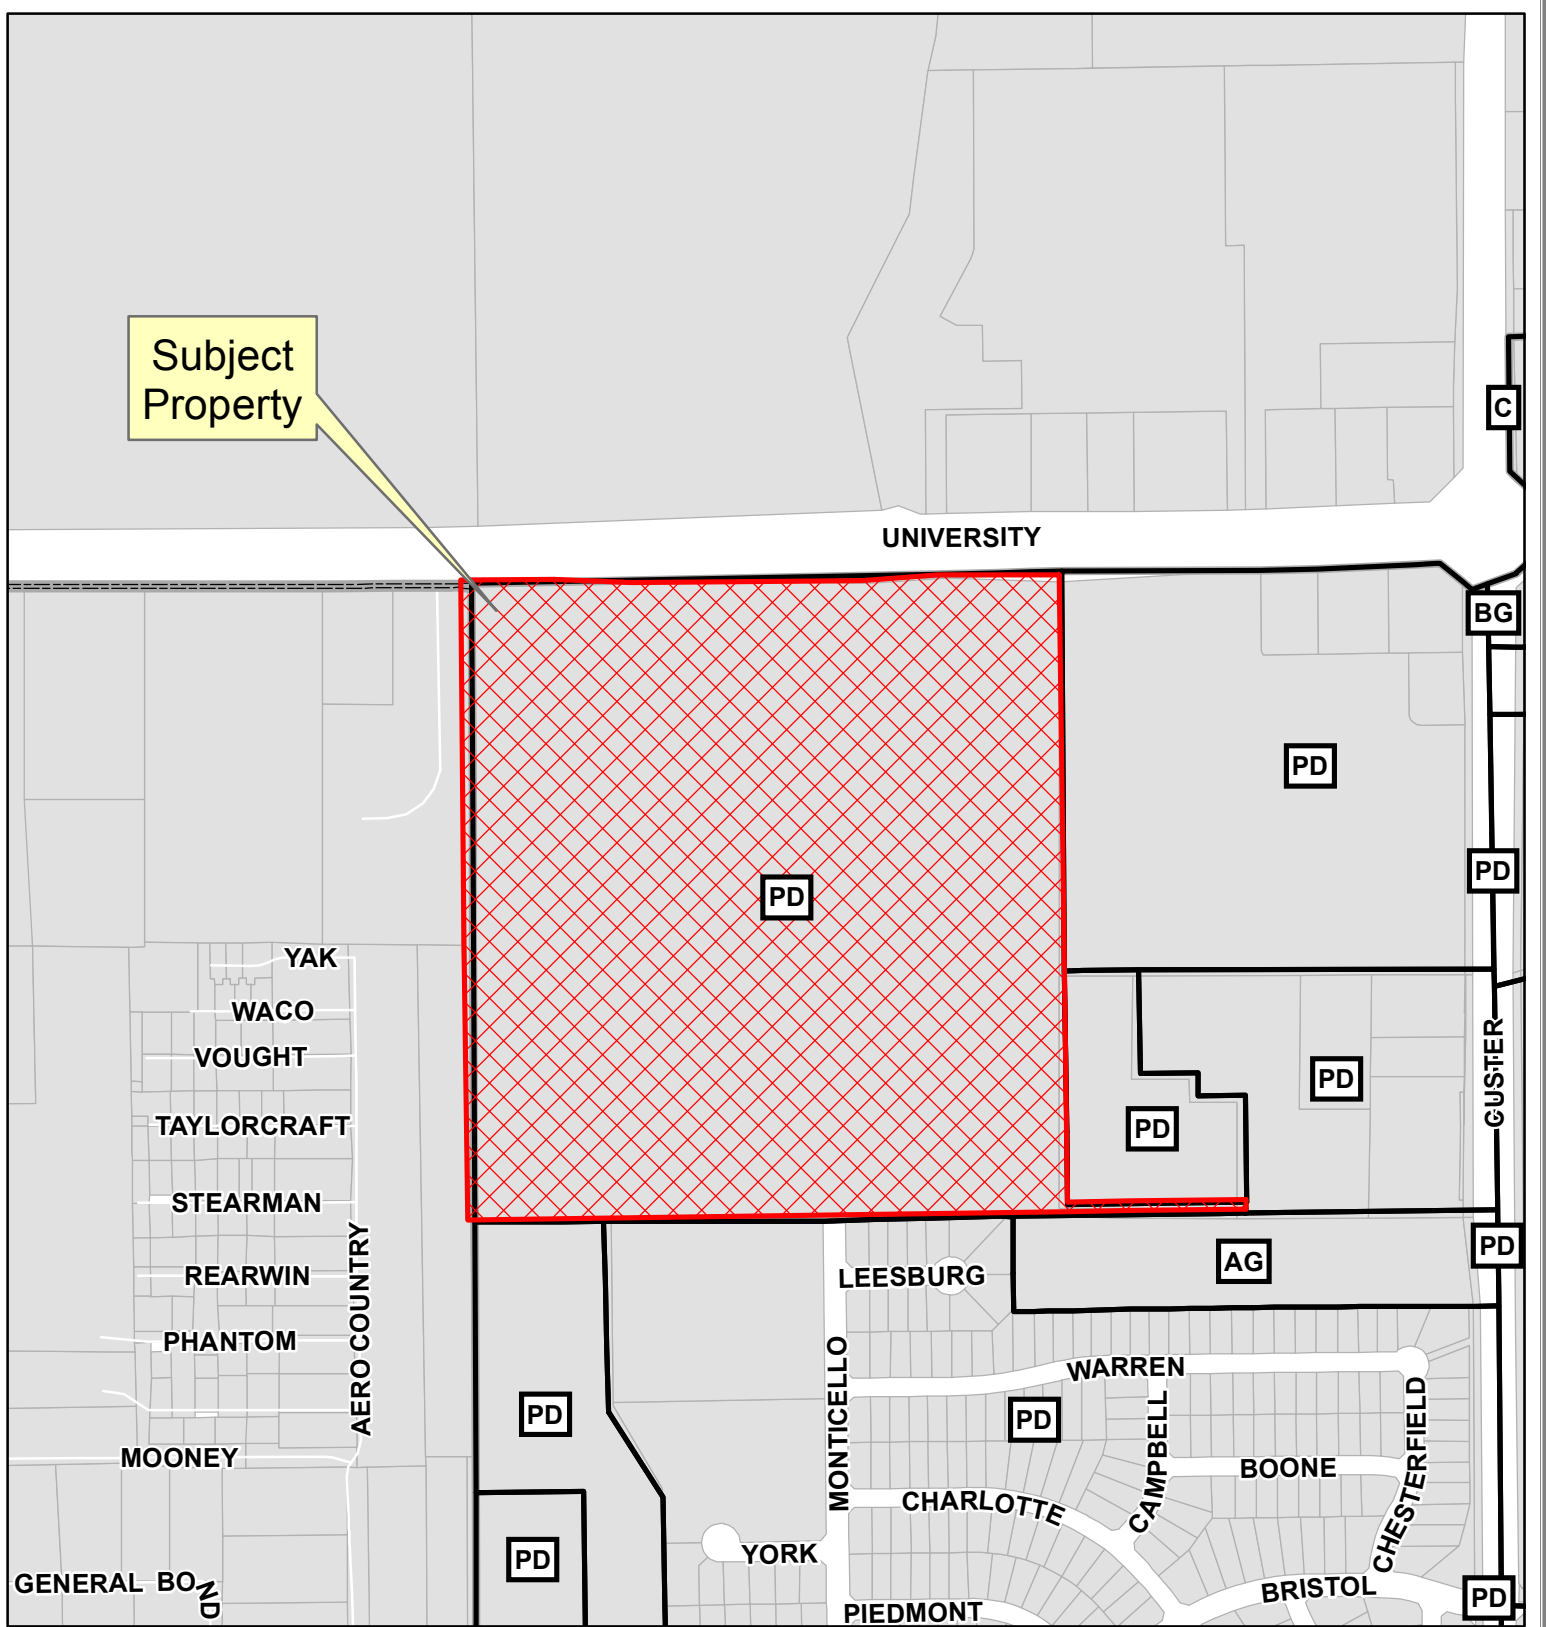 Subject
Property
C
UNIVERSITY
BG
PD
PD
PD
YAK
WACO
VOUGHT
TAYLORCRAFT
STEARMAN
REARWIN
PHANTOM
MOONEY
GENERAL BOND
AERO COUNTRY
CUSTER
PD
PD
PD
AG
LEESBURG
MONTICELLO
WARREN
PD
PD
CAMPBELL
CHESTERFIELD
BOONE
CHARLOTTE
YORK
PD
BRISTOL
PD
PIEDMONT